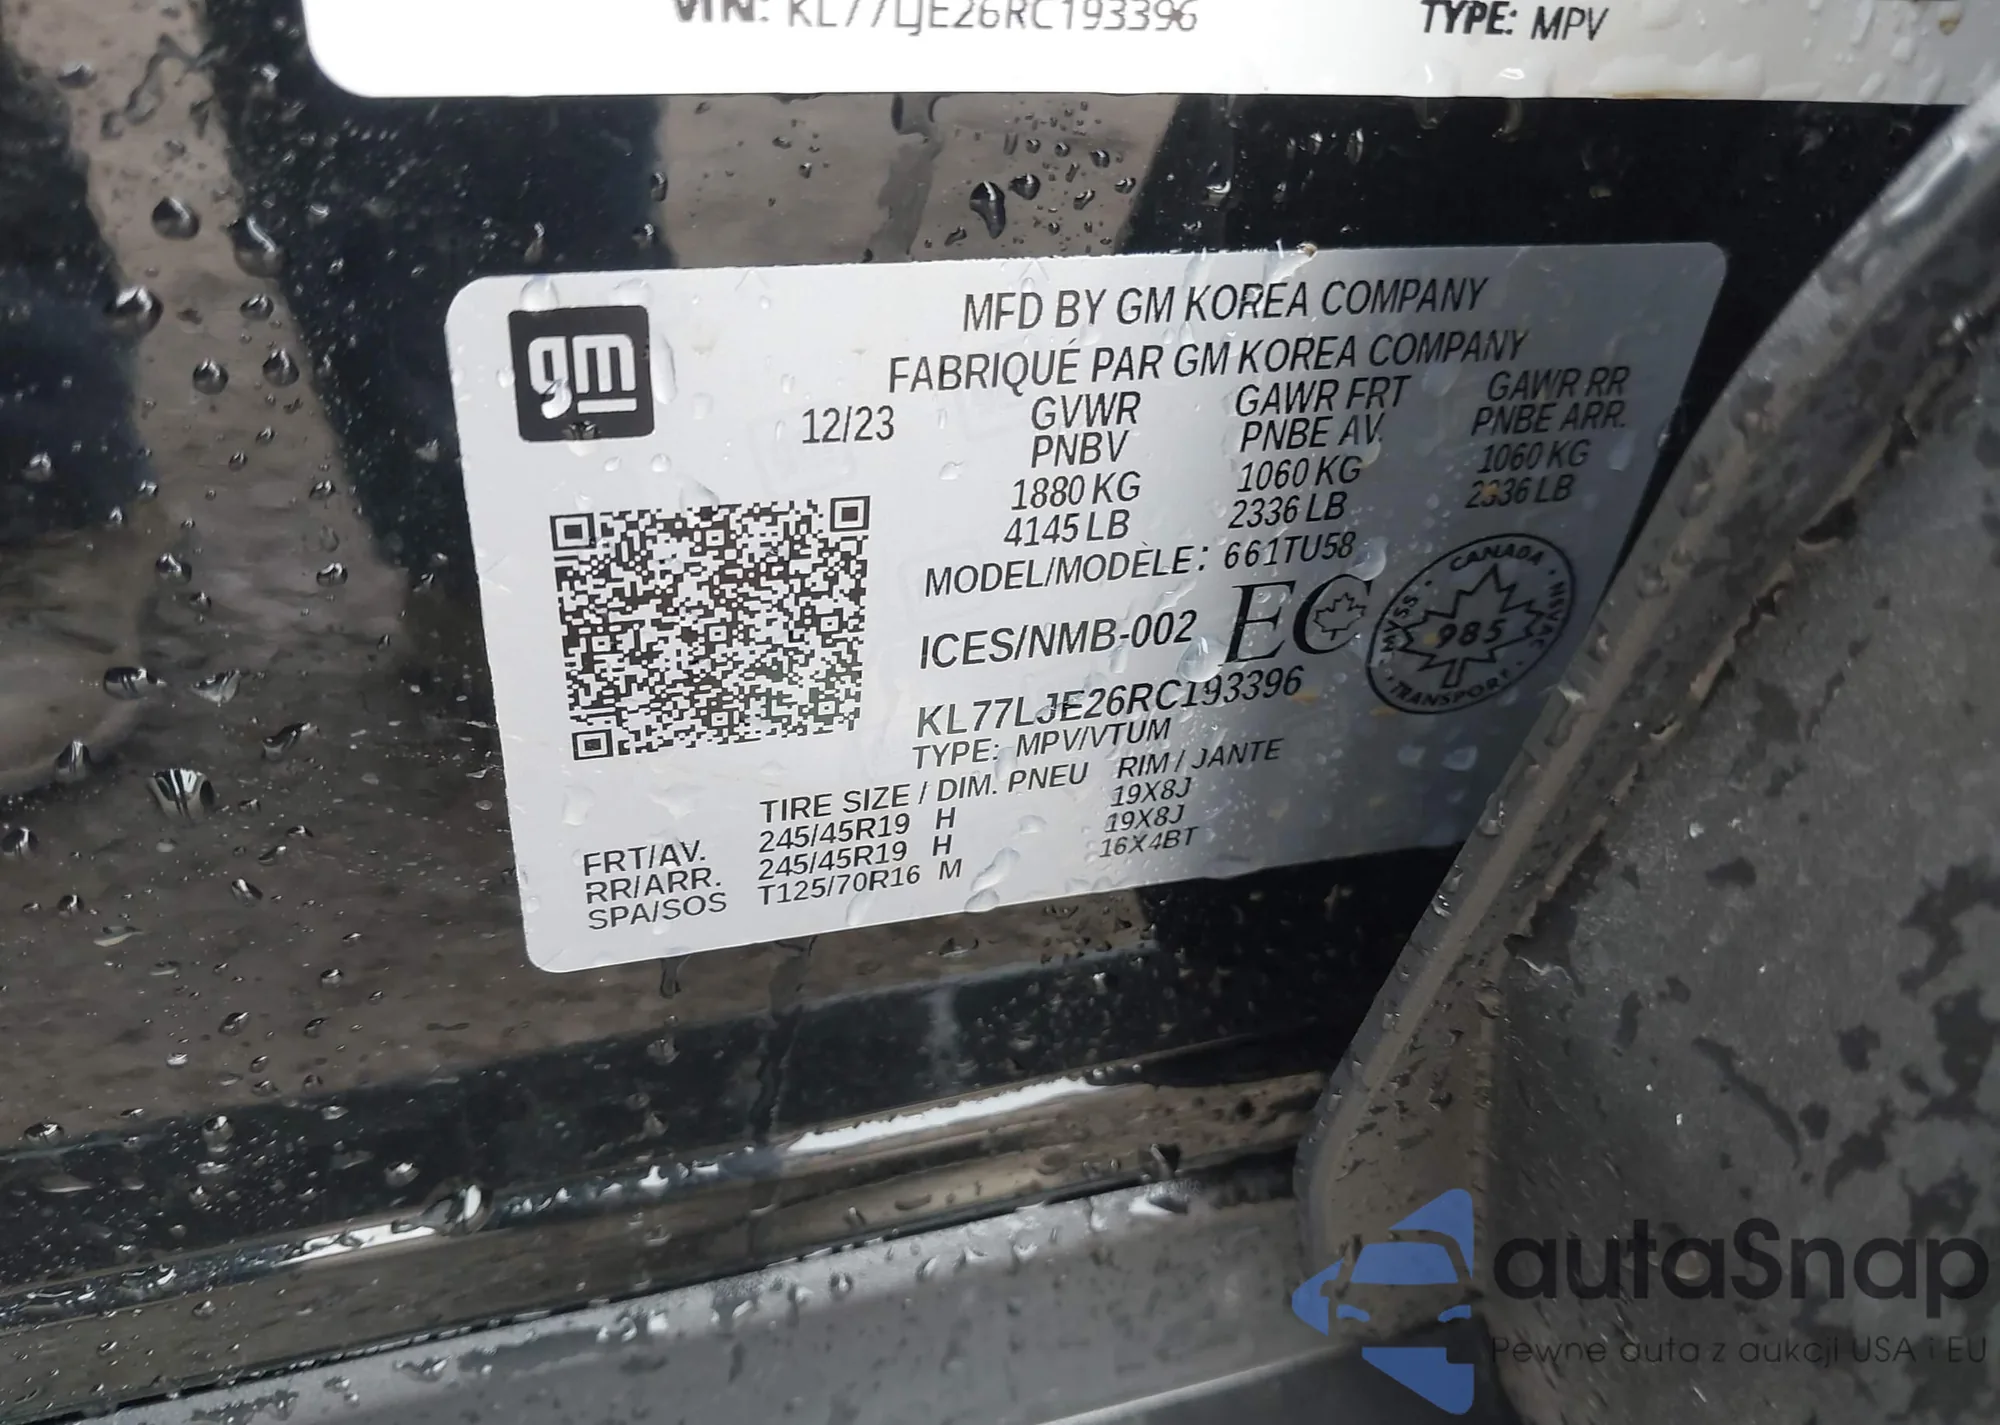 VIN: KL77LJE26RC193396 TYPE: MPV
gm
MFD BY GM KOREA COMPANY
FABRIQUÉ PAR GM KOREA COMPANY
12/23 GVWR GAWR FRT GAWR RR
PNBV PNBE AV. PNBE ARR.
1880 KG 1060 KG 1060 KG
4145 LB 2336 LB 2336 LB
MODEL/MODÈLE: 661TU58
ICES/NMB-002 EC
CANADA · NSVAC · TRANSPORT · NVSMAC
985
KL77LJE26RC193396
TYPE: MPV/VTUM
TIRE SIZE / DIM. PNEU RIM / JANTE
FRT/AV. 245/45R19 H 19X8J
RR/ARR. 245/45R19 H 19X8J
SPA/SOS T125/70R16 M 16X4BT
autaSnap
Pewne auta z aukcji USA i EU